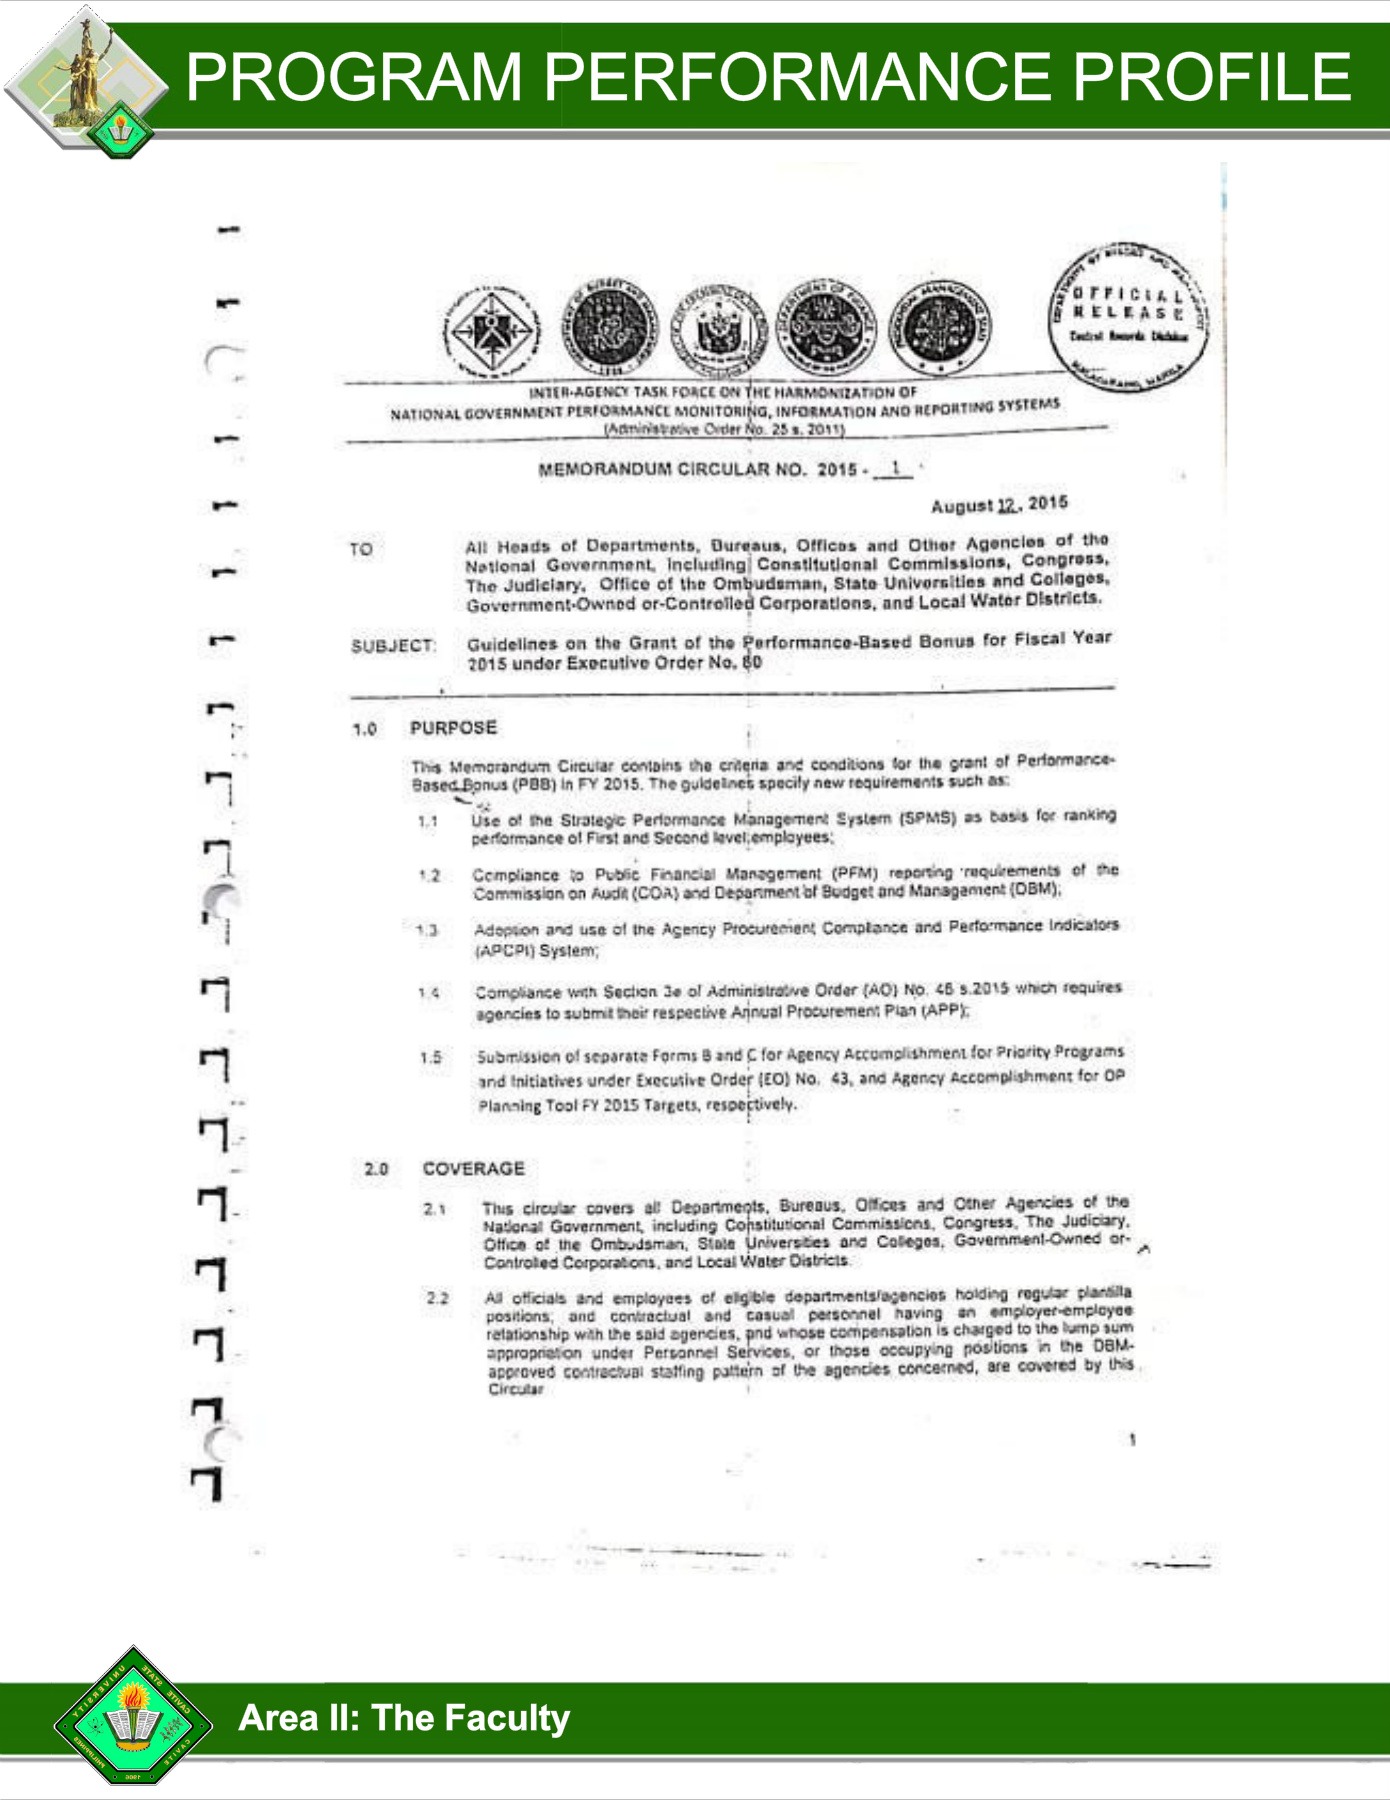 PROGRAM PERFORMANCE PROFILE
OFFICIAL
RELEASE
Central Records Division
INTER-AGENCY TASK FORCE ON THE HARMONIZATION OF
NATIONAL GOVERNMENT PERFORMANCE MONITORING, INFORMATION AND REPORTING SYSTEMS
(Administrative Order No. 25 s. 2011)
MEMORANDUM CIRCULAR NO. 2015 - 1
August 12, 2015
TO All Heads of Departments, Bureaus, Offices and Other Agencies of the
National Government, Including Constitutional Commissions, Congress,
The Judiciary, Office of the Ombudsman, State Universities and Colleges,
Government-Owned or-Controlled Corporations, and Local Water Districts.
SUBJECT: Guidelines on the Grant of the Performance-Based Bonus for Fiscal Year
2015 under Executive Order No. 80
1.0 PURPOSE
This Memorandum Circular contains the criteria and conditions for the grant of Performance-
Based Bonus (PBB) in FY 2015. The guidelines specify new requirements such as:
1.1 Use of the Strategic Performance Management System (SPMS) as basis for ranking
performance of First and Second level employees;
1.2 Compliance to Public Financial Management (PFM) reporting requirements of the
Commission on Audit (COA) and Department of Budget and Management (DBM);
1.3 Adoption and use of the Agency Procurement Compliance and Performance Indicators
(APCPI) System;
1.4 Compliance with Section 3e of Administrative Order (AO) No. 46 s.2015 which requires
agencies to submit their respective Annual Procurement Plan (APP);
1.5 Submission of separate Forms B and C for Agency Accomplishment for Priority Programs
and Initiatives under Executive Order (EO) No. 43, and Agency Accomplishment for OP
Planning Tool FY 2015 Targets, respectively.
2.0 COVERAGE
2.1 This circular covers all Departments, Bureaus, Offices and Other Agencies of the
National Government, including Constitutional Commissions, Congress, The Judiciary,
Office of the Ombudsman, State Universities and Colleges, Government-Owned or-
Controlled Corporations, and Local Water Districts.
2.2 All officials and employees of eligible departments/agencies holding regular plantilla
positions; and contractual and casual personnel having an employer-employee
relationship with the said agencies, and whose compensation is charged to the lump sum
appropriation under Personnel Services, or those occupying positions in the DBM-
approved contractual staffing pattern of the agencies concerned, are covered by this
Circular
1
CAVITE STATE UNIVERSITY
CAVITE
PHILIPPINES
1906
Area II: The Faculty